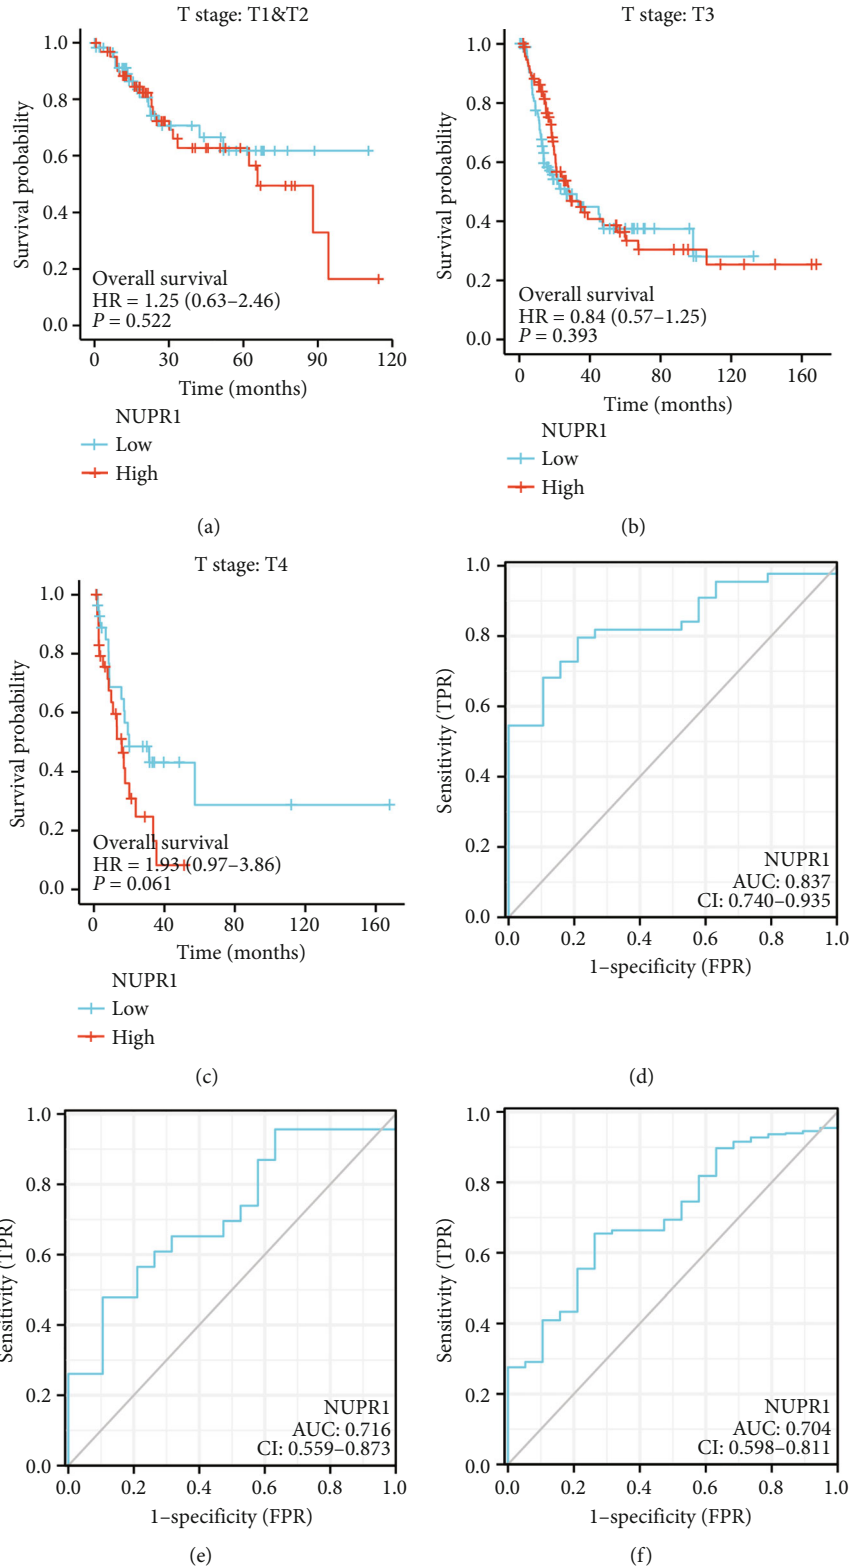 T stage: T1&T2
1.0
0.8
0.6
0.4
0.2
0.0
Survival probability
Overall survival
HR = 1.25 (0.63–2.46)
P = 0.522
0 30 60 90 120
Time (months)
NUPR1
Low
High
(a)
T stage: T3
1.0
0.8
0.6
0.4
0.2
0.0
Survival probability
Overall survival
HR = 0.84 (0.57–1.25)
P = 0.393
0 40 80 120 160
Time (months)
NUPR1
Low
High
(b)
T stage: T4
1.0
0.8
0.6
0.4
0.2
0.0
Survival probability
Overall survival
HR = 1.93 (0.97–3.86)
P = 0.061
0 40 80 120 160
Time (months)
NUPR1
Low
High
(c)
1.0
0.8
0.6
0.4
0.2
0.0
Sensitivity (TPR)
NUPR1
AUC: 0.837
CI: 0.740–0.935
0.0 0.2 0.4 0.6 0.8 1.0
1–specificity (FPR)
(d)
1.0
0.8
0.6
0.4
0.2
0.0
Sensitivity (TPR)
NUPR1
AUC: 0.716
CI: 0.559–0.873
0.0 0.2 0.4 0.6 0.8 1.0
1–specificity (FPR)
(e)
1.0
0.8
0.6
0.4
0.2
0.0
Sensitivity (TPR)
NUPR1
AUC: 0.704
CI: 0.598–0.811
0.0 0.2 0.4 0.6 0.8 1.0
1–specificity (FPR)
(f)